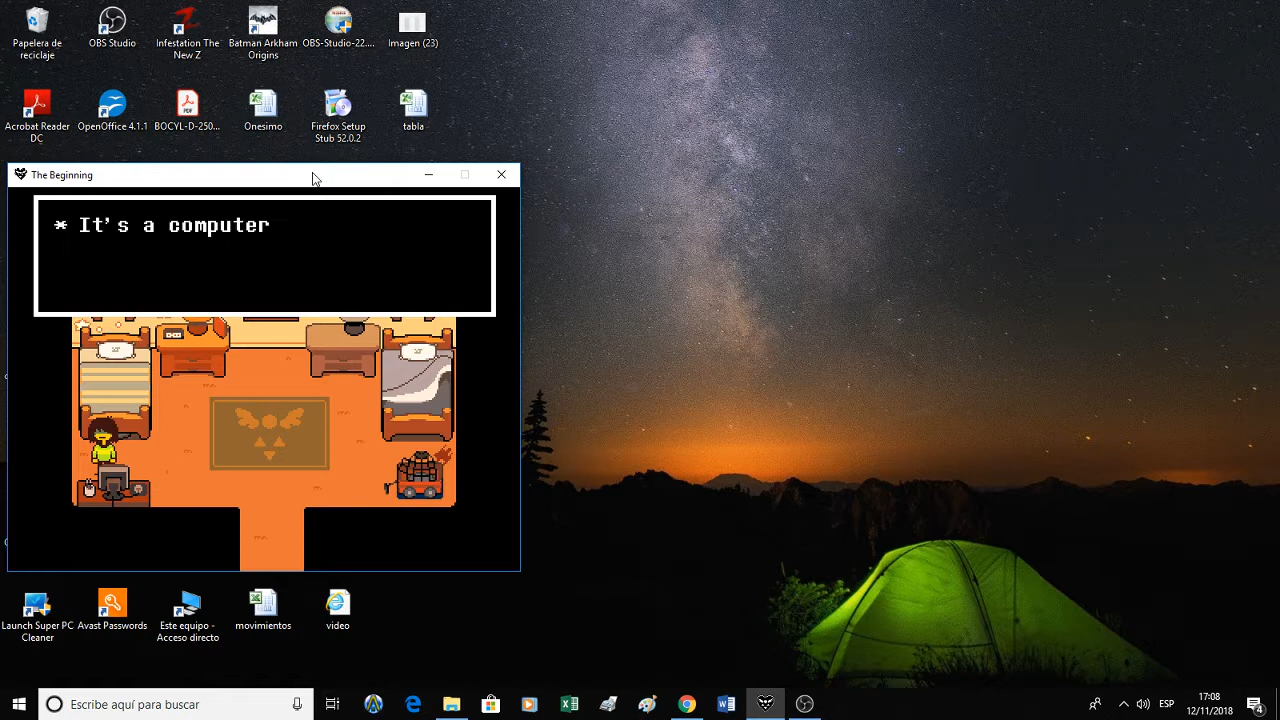 Papelera de
reciclaje
OBS Studio
Infestation The
New Z
Batman Arkham
Origins
OBS-Studio-22....
Imagen (23)
Acrobat Reader
DC
OpenOffice 4.1.1
BOCYL-D-250...
Onesimo
Firefox Setup
Stub 52.0.2
tabla
The Beginning
* It's a computer
Launch Super PC
Cleaner
Avast Passwords
Este equipo -
Acceso directo
movimientos
video
Escribe aquí para buscar
ESP
17:08
12/11/2018
4